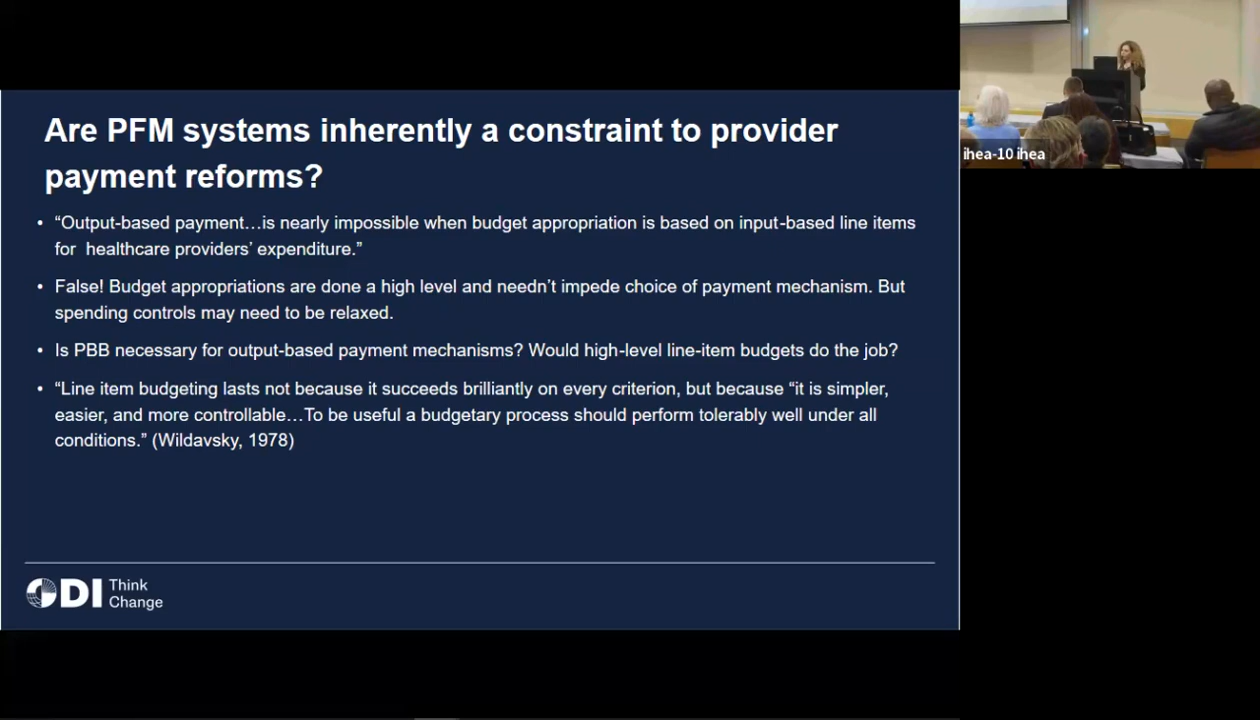 Are PFM systems inherently a constraint to provider
payment reforms?
• “Output-based payment…is nearly impossible when budget appropriation is based on input-based line items
for healthcare providers’ expenditure.”
• False! Budget appropriations are done a high level and needn’t impede choice of payment mechanism. But
spending controls may need to be relaxed.
• Is PBB necessary for output-based payment mechanisms? Would high-level line-item budgets do the job?
• “Line item budgeting lasts not because it succeeds brilliantly on every criterion, but because “it is simpler,
easier, and more controllable…To be useful a budgetary process should perform tolerably well under all
conditions.” (Wildavsky, 1978)
ODI Think
Change
ihea-10 ihea